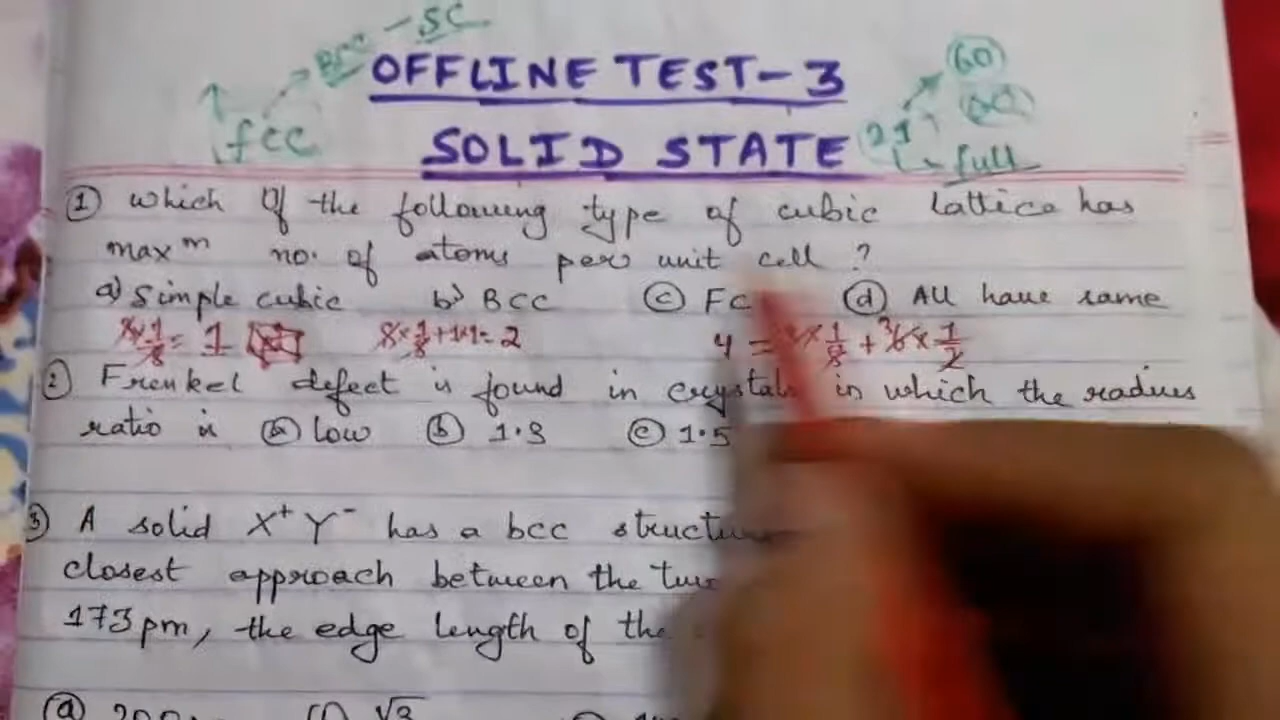 BCC - SC
OFFLINE TEST-3
60
fcc
SOLID STATE
21
full
① which of the following type of cubic lattice has
maxᵐ no. of atoms per unit cell ?
a) Simple cubic b) BCC ⓒ FC ⓓ All have same
8×1/8 = 1 8×1/8+1×1=2 4 = 8×1/8 + 6×1/2
② Frenkel defect is found in crystals in which the radius
ratio is ⓐ low ⓑ 1.3 ⓒ 1.5
③ A solid X⁺ Y⁻ has a bcc structure
closest approach between the two
173 pm, the edge length of the
ⓐ 200 √3